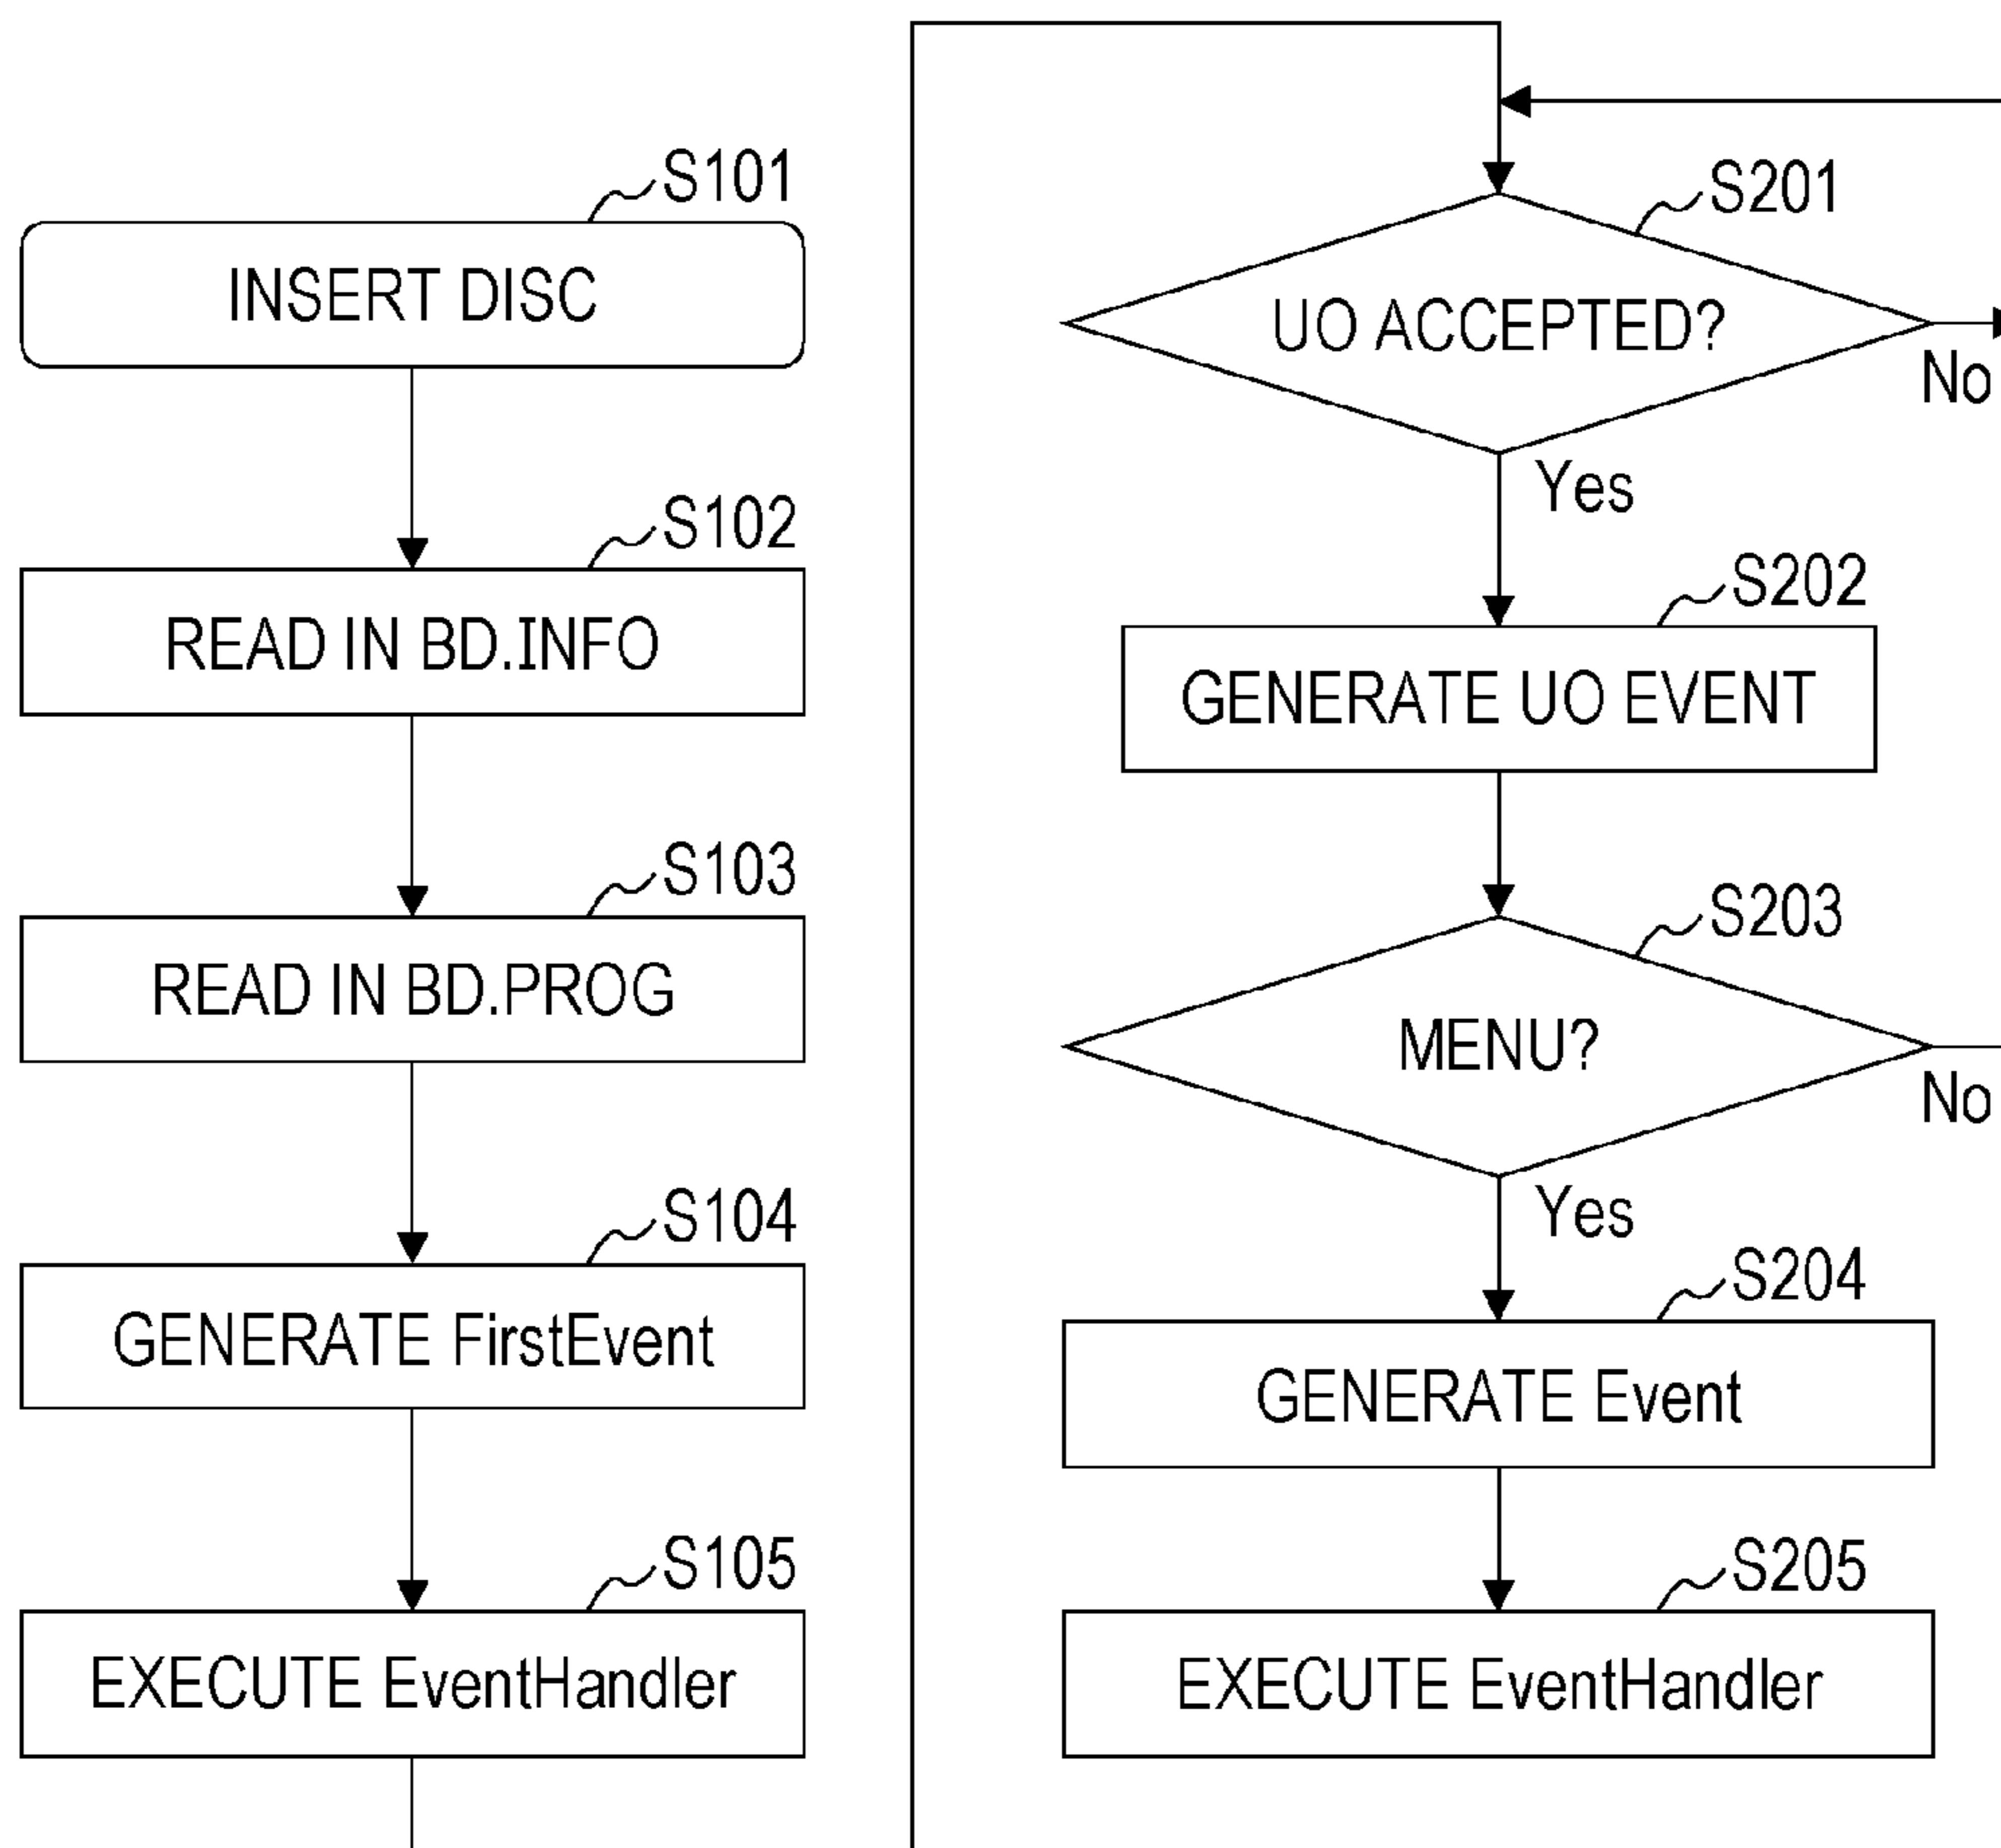 S101
INSERT DISC
S102
READ IN BD.INFO
S103
READ IN BD.PROG
S104
GENERATE FirstEvent
S105
EXECUTE EventHandler
S201
UO ACCEPTED?
No
Yes
S202
GENERATE UO EVENT
S203
MENU?
No
Yes
S204
GENERATE Event
S205
EXECUTE EventHandler